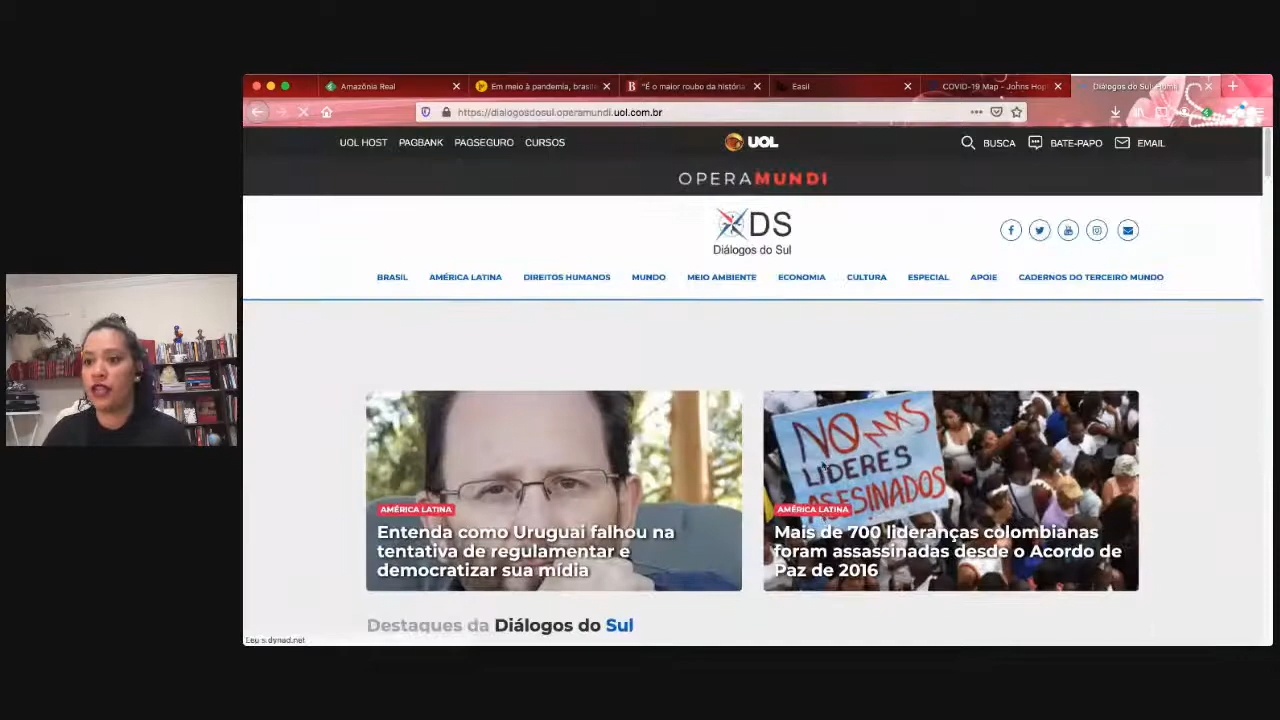 Amazônia Real
Em meio à pandemia, brasile
"É o maior roubo da história
Easil
COVID-19 Map - Johns Hop
Diálogos do Sul: Hom
https://dialogosdosul.operamundi.uol.com.br
UOL HOST PAGBANK PAGSEGURO CURSOS
UOL
BUSCA BATE-PAPO EMAIL
OPERAMUNDI
DS
Diálogos do Sul
BRASIL AMÉRICA LATINA DIREITOS HUMANOS MUNDO MEIO AMBIENTE ECONOMIA CULTURA ESPECIAL APOIE CADERNOS DO TERCEIRO MUNDO
AMÉRICA LATINA
Entenda como Uruguai falhou na
tentativa de regulamentar e
democratizar sua mídia
NO MAS
LIDERES
ASESINADOS
AMÉRICA LATINA
Mais de 700 lideranças colombianas
foram assassinadas desde o Acordo de
Paz de 2016
Destaques da Diálogos do Sul